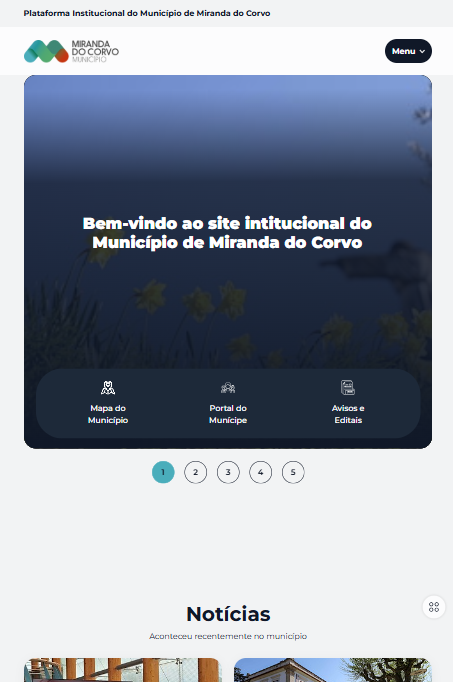 Plataforma Institucional do Município de Miranda do Corvo
MIRANDA
DO CORVO
MUNICÍPIO
Menu
Bem-vindo ao site intitucional do
Município de Miranda do Corvo
Mapa do
Município
Portal do
Munícipe
Avisos e
Editais
1
2
3
4
5
Notícias
Aconteceu recentemente no município